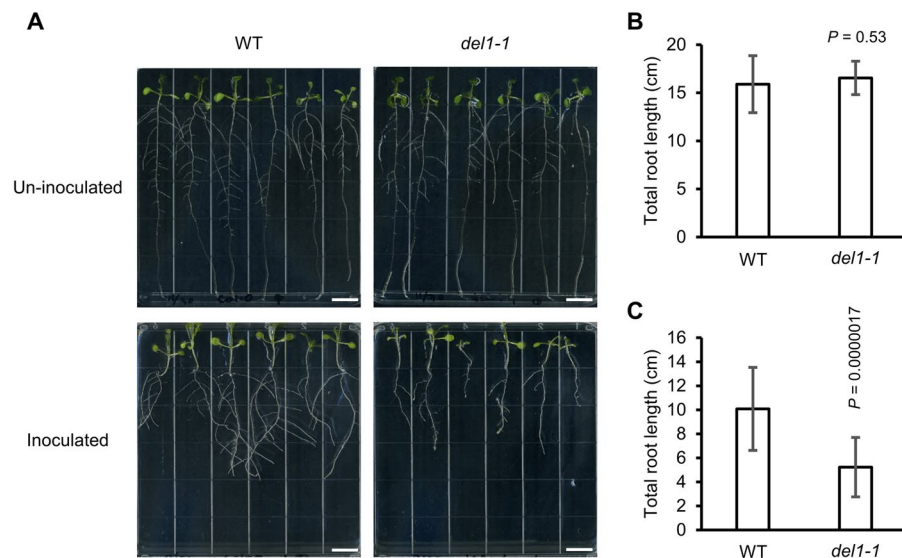 A
WT
del1-1
Un-inoculated
Inoculated
B
P = 0.53
Total root length (cm)
20
15
10
5
0
WT
del1-1
C
P = 0.0000017
Total root length (cm)
16
14
12
10
8
6
4
2
0
WT
del1-1